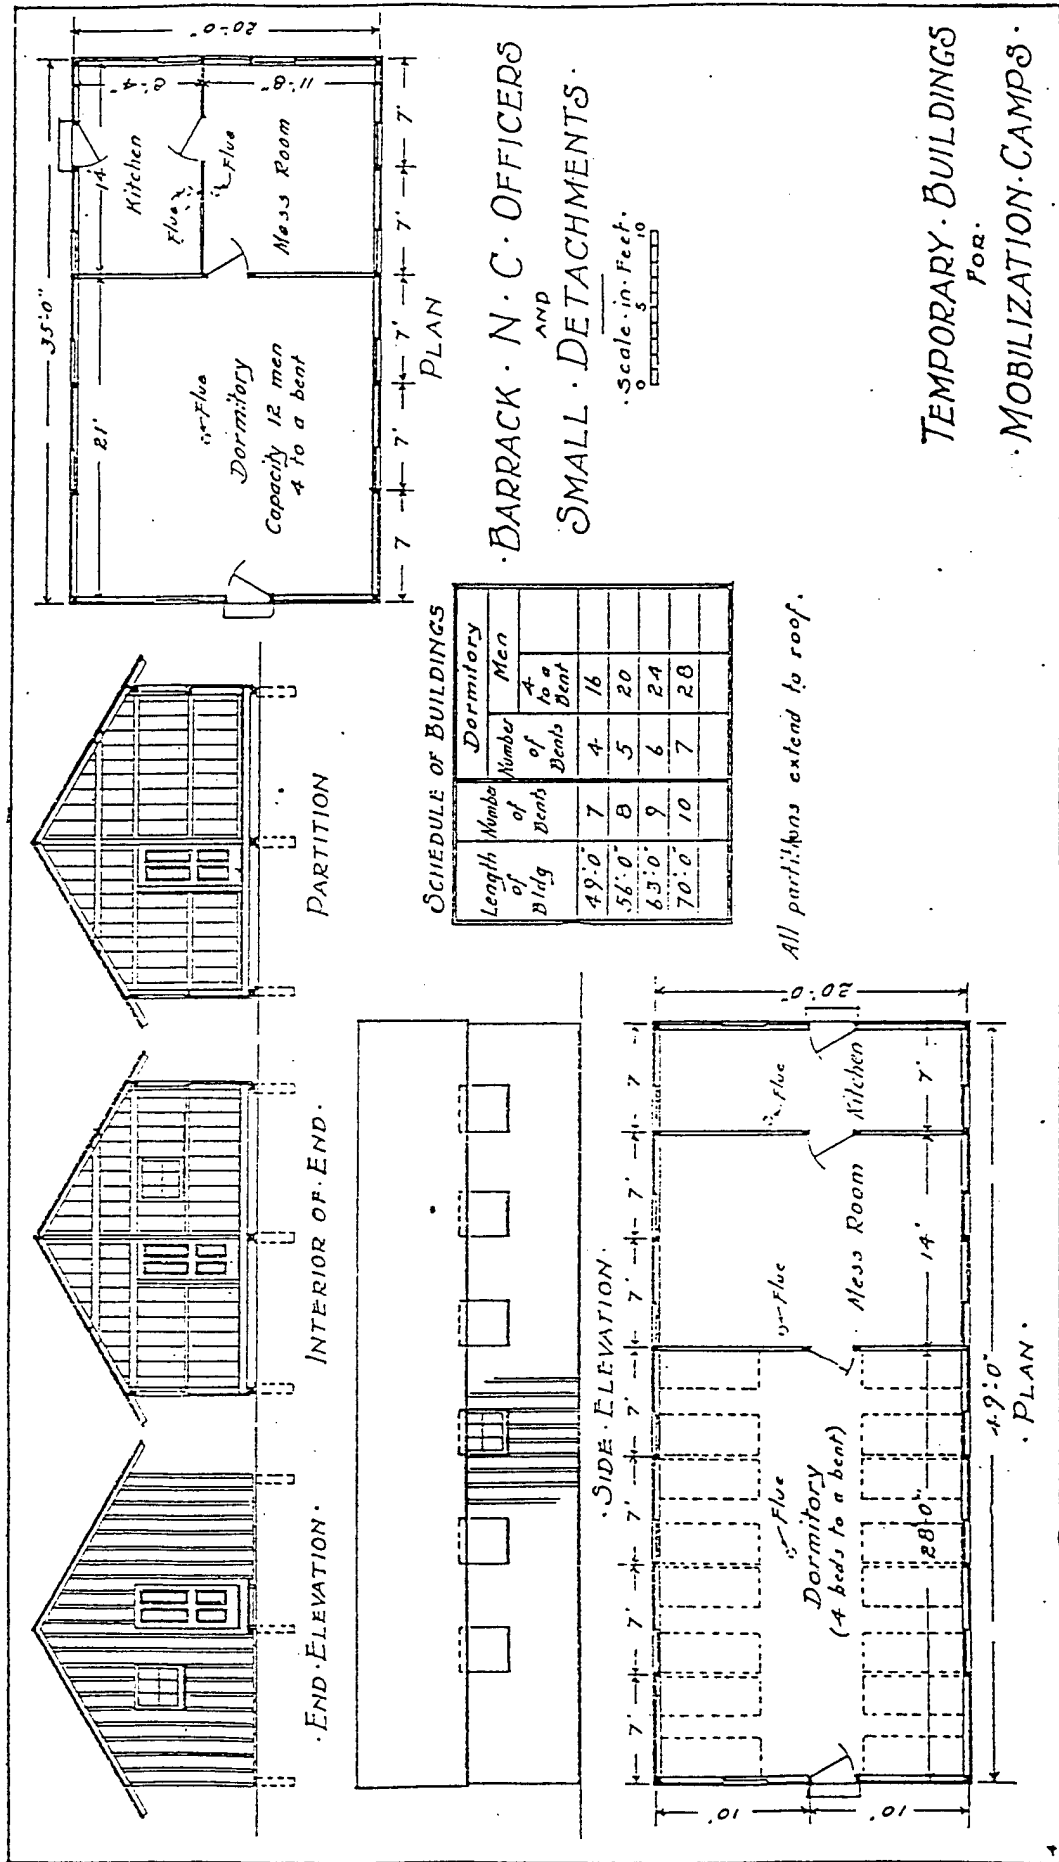 ·END·ELEVATION·
INTERIOR OF·END·
PARTITION
20'-0"
35'-0"
21'
14'
8'-4"
11'-8"
Kitchen
Flue
Flue
Mess Room
Flue
Dormitory
Capacity 12 men
4 to a bent
7
7'
7'
7'
7'
PLAN
·SIDE·ELEVATION·
SCHEDULE OF BUILDINGS
Length of Bldg
Number of Bents
Dormitory
Number of Bents
Men
4 to a Bent
49'-0" 7 4 16
56'-0" 8 5 20
63'-0" 9 6 24
70'-0" 10 7 28
·BARRACK·N·C·OFFICERS
AND
SMALL·DETACHMENTS·
·Scale·in·Feet·
0 5 10
7'
7'
7'
7'
7'
7'
7
10'
10'
20'-0"
Flue
Dormitory
(4 beds to a bent)
28'-0"
Flue
Mess Room
14'
Flue
Kitchen
7'
49'-0"
·PLAN·
All partitions extend to roof.
TEMPORARY·BUILDINGS
FOR·
·MOBILIZATION·CAMPS·
4